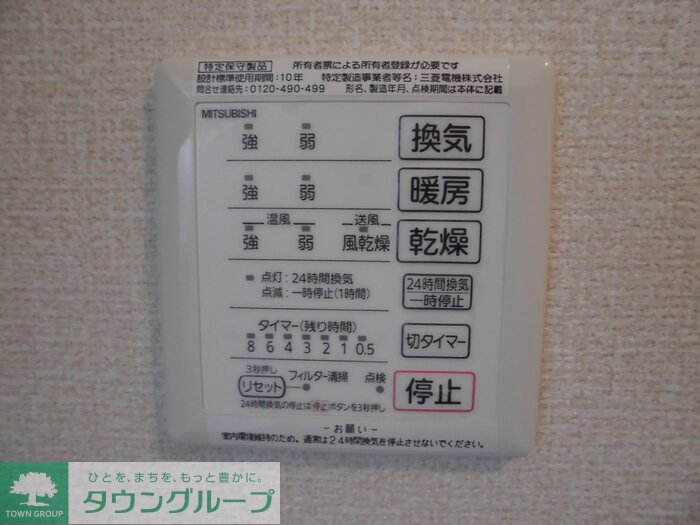 特定保守製品 所有者票による所有者登録が必要です
設計標準使用期間:10年 特定製造事業者等名:三菱電機株式会社
問合せ連絡先:0120-490-499 形名、製造年月、点検期間は本体に記載
MITSUBISHI
強 弱 換気
強 弱 暖房
温風 送風
強 弱 風乾燥 乾燥
点灯:24時間換気
点滅:一時停止(1時間)
24時間換気
一時停止
タイマー(残り時間)
8 6 4 3 2 1 0.5
切タイマー
3秒押し
リセット フィルター清掃 点検
停止
24時間換気の停止は停止ボタンを3秒押し
-お願い-
室内環境維持のため、通常は24時間換気を停止させないでください。
TOWN GROUP
ひとを、まちを、もっと豊かに。
タウングループ